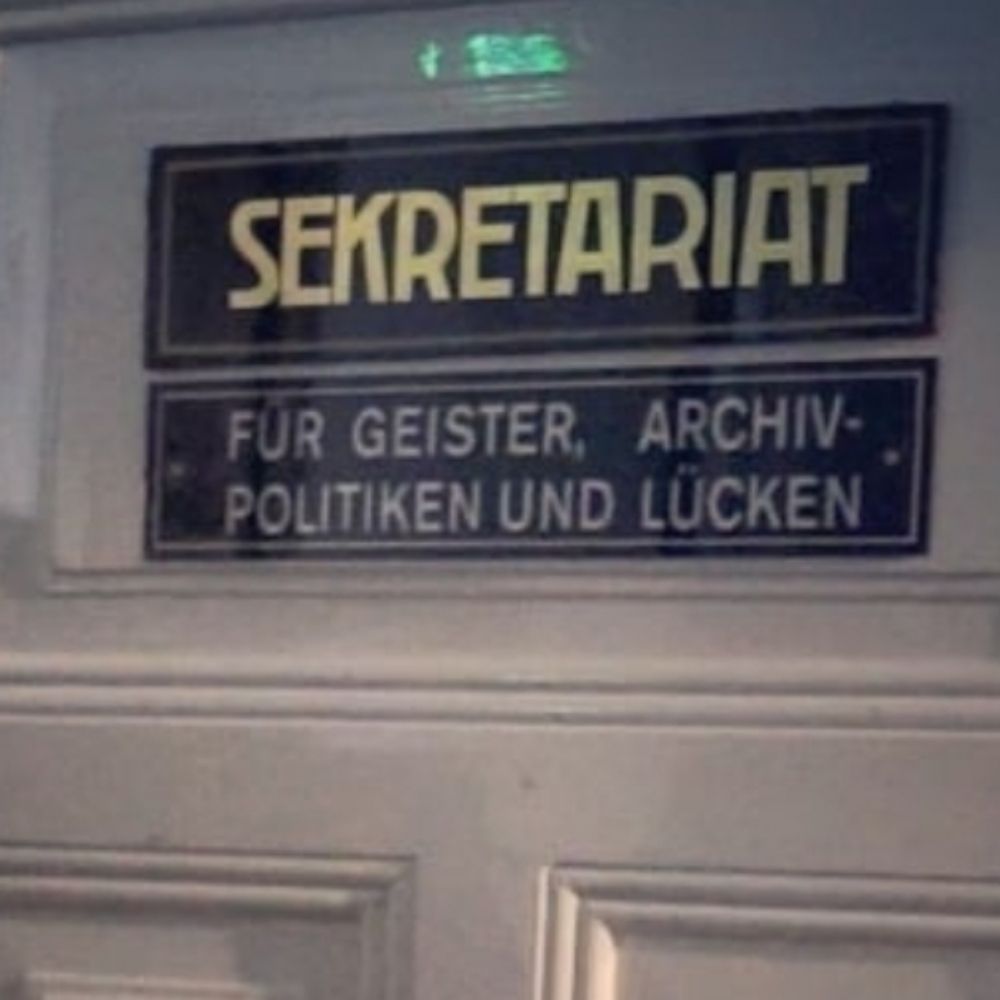 SEKRETARIAT
FÜR GEISTER, ARCHIV-
POLITIKEN UND LÜCKEN